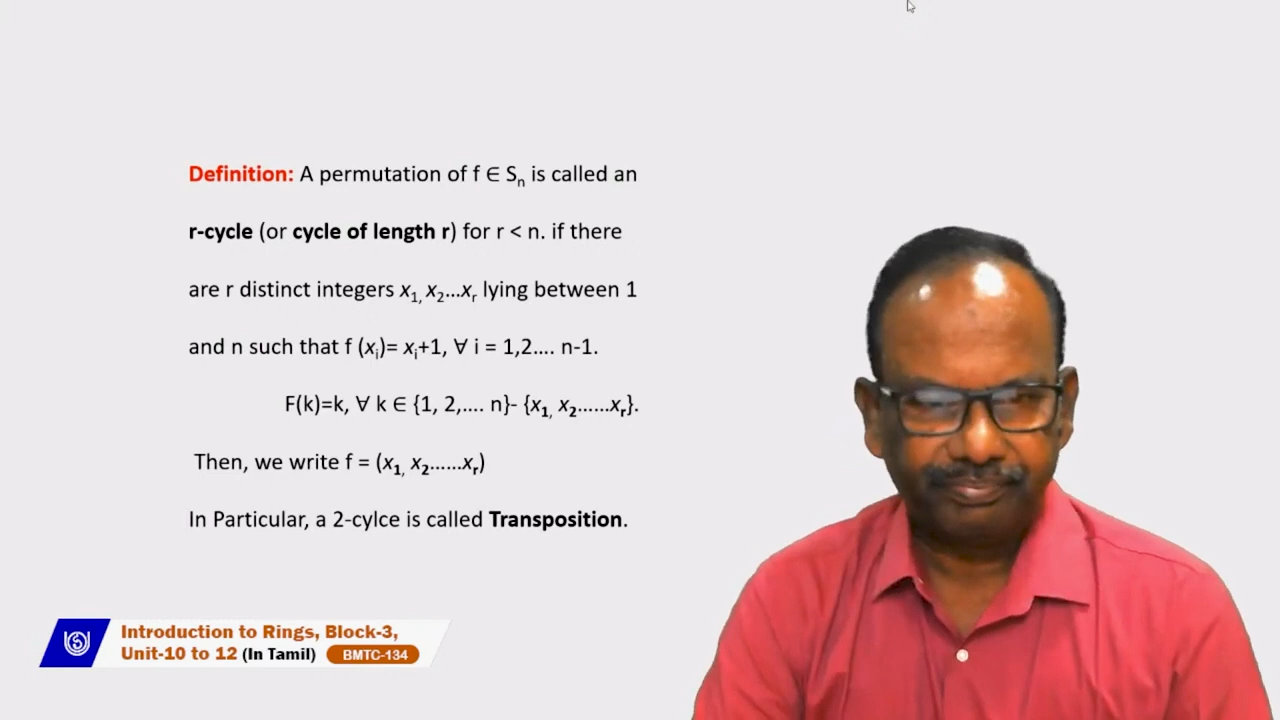 Definition: A permutation of f ∈ Sₙ is called an
r-cycle (or cycle of length r) for r < n. if there
are r distinct integers x₁, x₂...xᵣ lying between 1
and n such that f (xᵢ)= xᵢ+1, ∀ i = 1,2.... n-1.
F(k)=k, ∀ k ∈ {1, 2,.... n}- {x₁, x₂......xᵣ}.
Then, we write f = (x₁, x₂......xᵣ)
In Particular, a 2-cylce is called Transposition.
Introduction to Rings, Block-3,
Unit-10 to 12 (In Tamil) BMTC-134